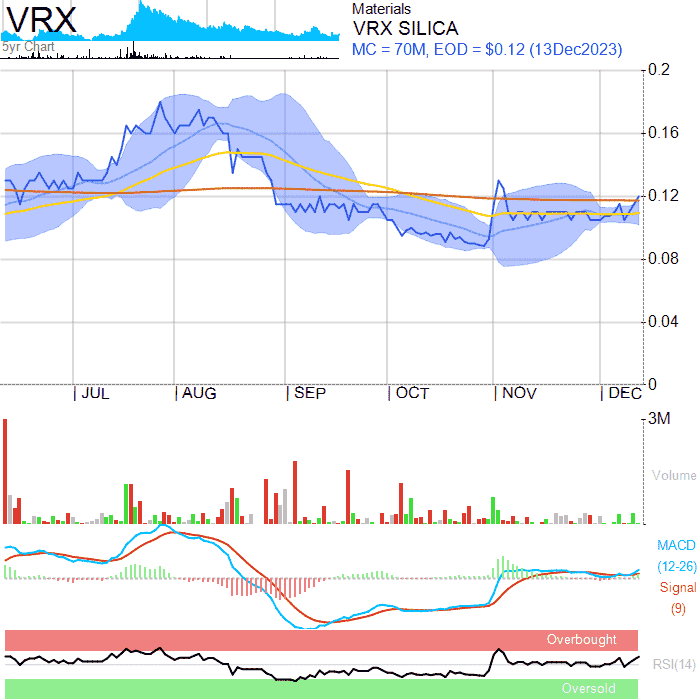 VRX
5yr Chart
Materials
VRX SILICA
MC = 70M, EOD = $0.12 (13Dec2023)
0.2
0.16
0.12
0.08
0.04
0
| JUL | AUG | SEP | OCT | NOV | DEC
3M
Volume
MACD
(12-26)
Signal
(9)
Overbought
RSI(14)
Oversold